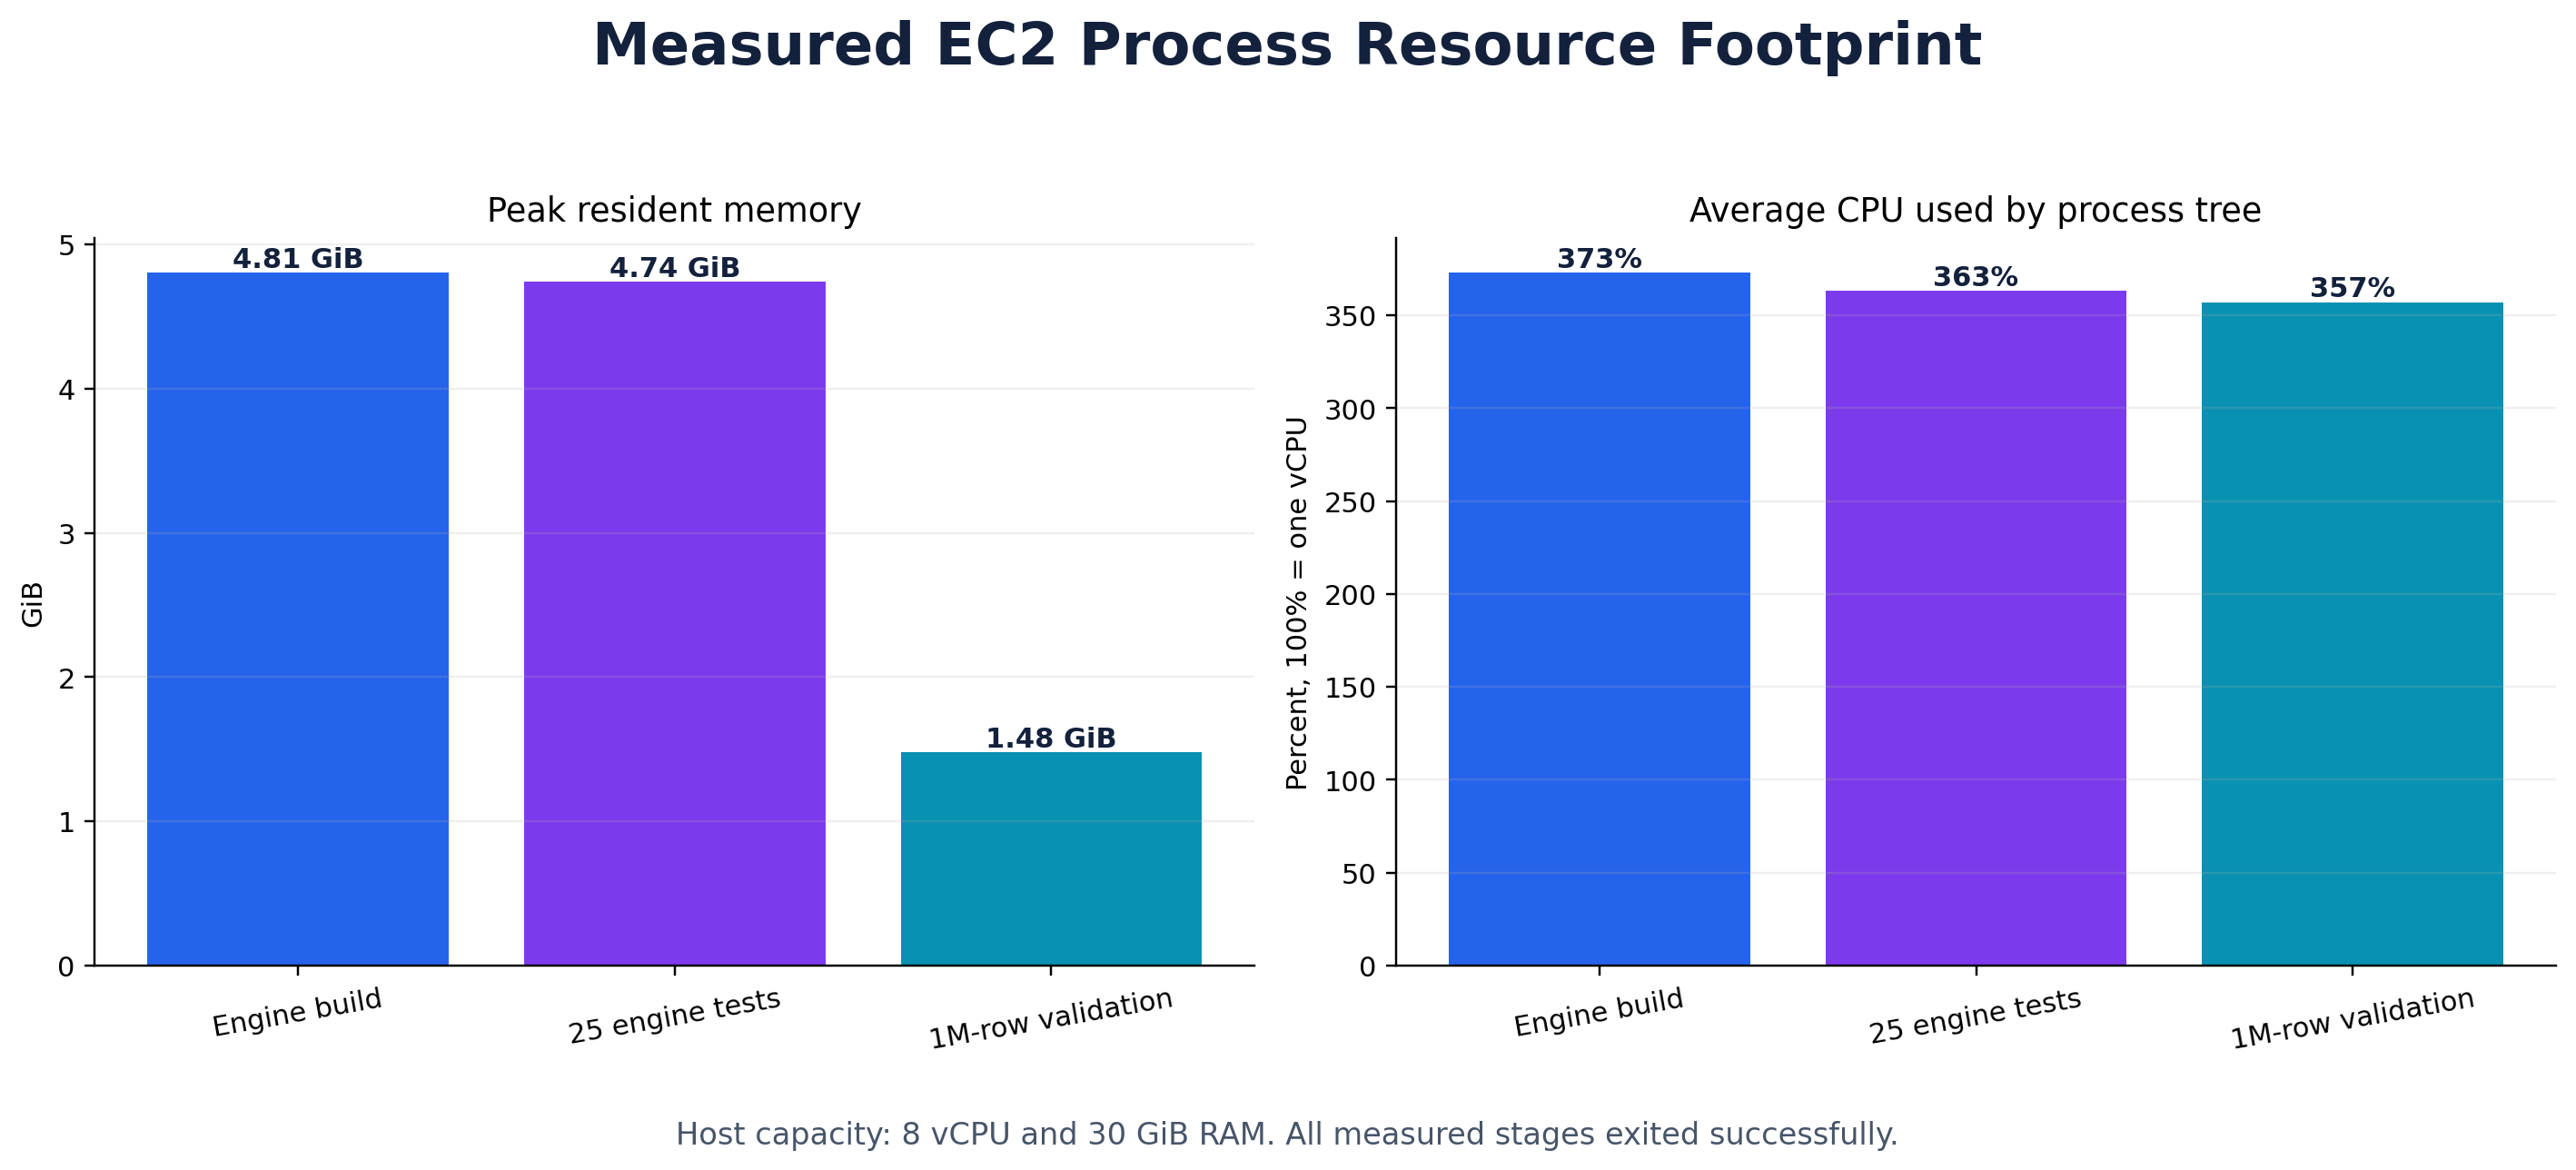 Measured EC2 Process Resource Footprint
Peak resident memory
GiB
5
4
3
2
1
0
4.81 GiB
4.74 GiB
1.48 GiB
Engine build
25 engine tests
1M-row validation
Average CPU used by process tree
Percent, 100% = one vCPU
350
300
250
200
150
100
50
0
373%
363%
357%
Engine build
25 engine tests
1M-row validation
Host capacity: 8 vCPU and 30 GiB RAM. All measured stages exited successfully.